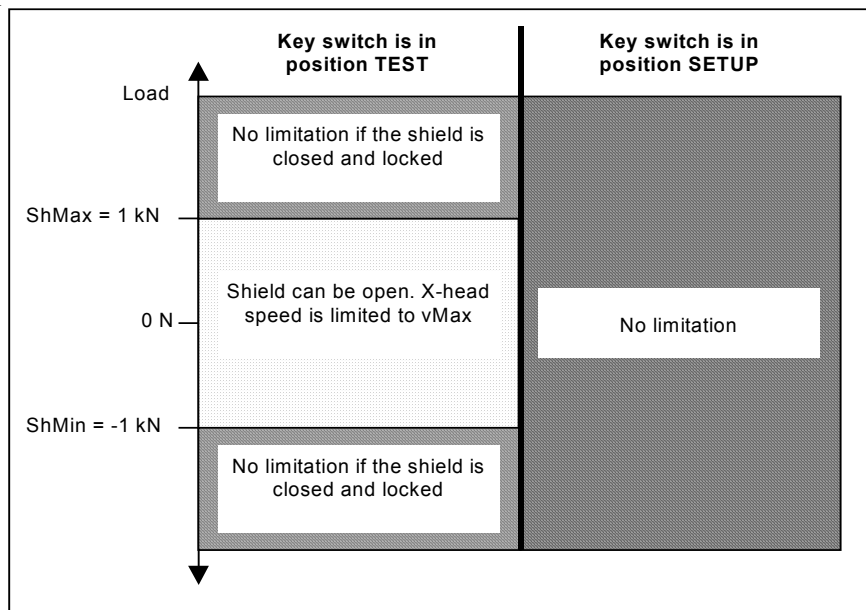 Key switch is in
position TEST
Key switch is in
position SETUP
Load
No limitation if the shield is
closed and locked
ShMax = 1 kN
Shield can be open. X-head
speed is limited to vMax
0 N
No limitation
ShMin = -1 kN
No limitation if the shield is
closed and locked